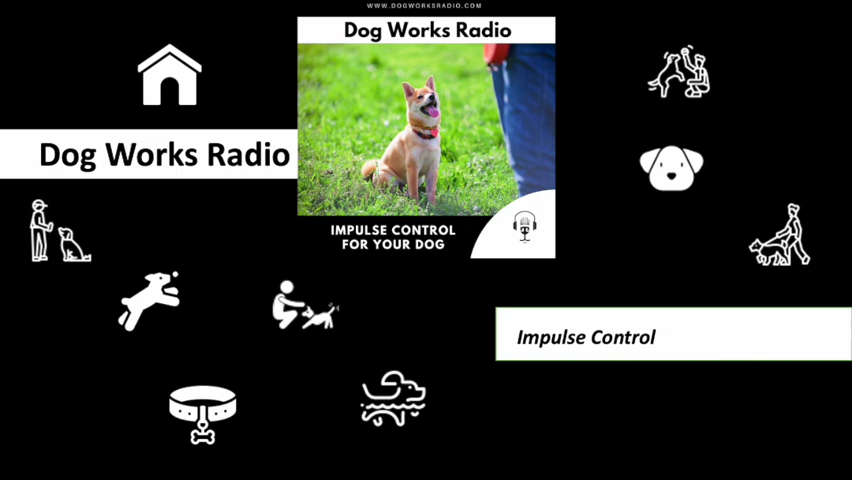 WWW.DOGWORKSRADIO.COM
Dog Works Radio
Dog Works Radio
IMPULSE CONTROL
FOR YOUR DOG
Impulse Control